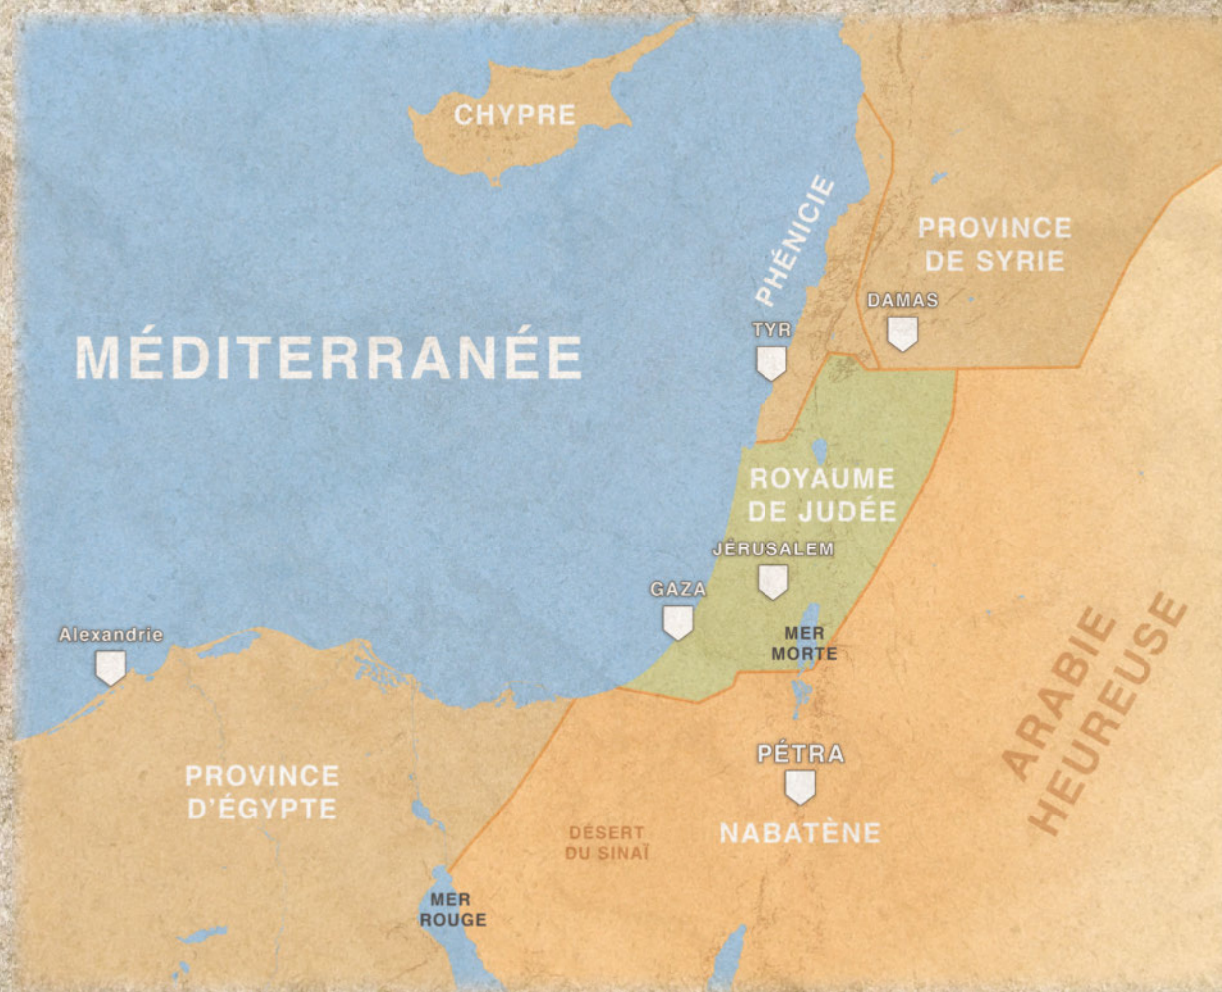 CHYPRE
PHÉNICIE
PROVINCE
DE SYRIE
DAMAS
TYR
MÉDITERRANÉE
ROYAUME
DE JUDÉE
JÉRUSALEM
GAZA
Alexandrie
MER
MORTE
ARABIE
HEUREUSE
PÉTRA
PROVINCE
D'ÉGYPTE
DÉSERT
DU SINAÏ
NABATÈNE
MER
ROUGE